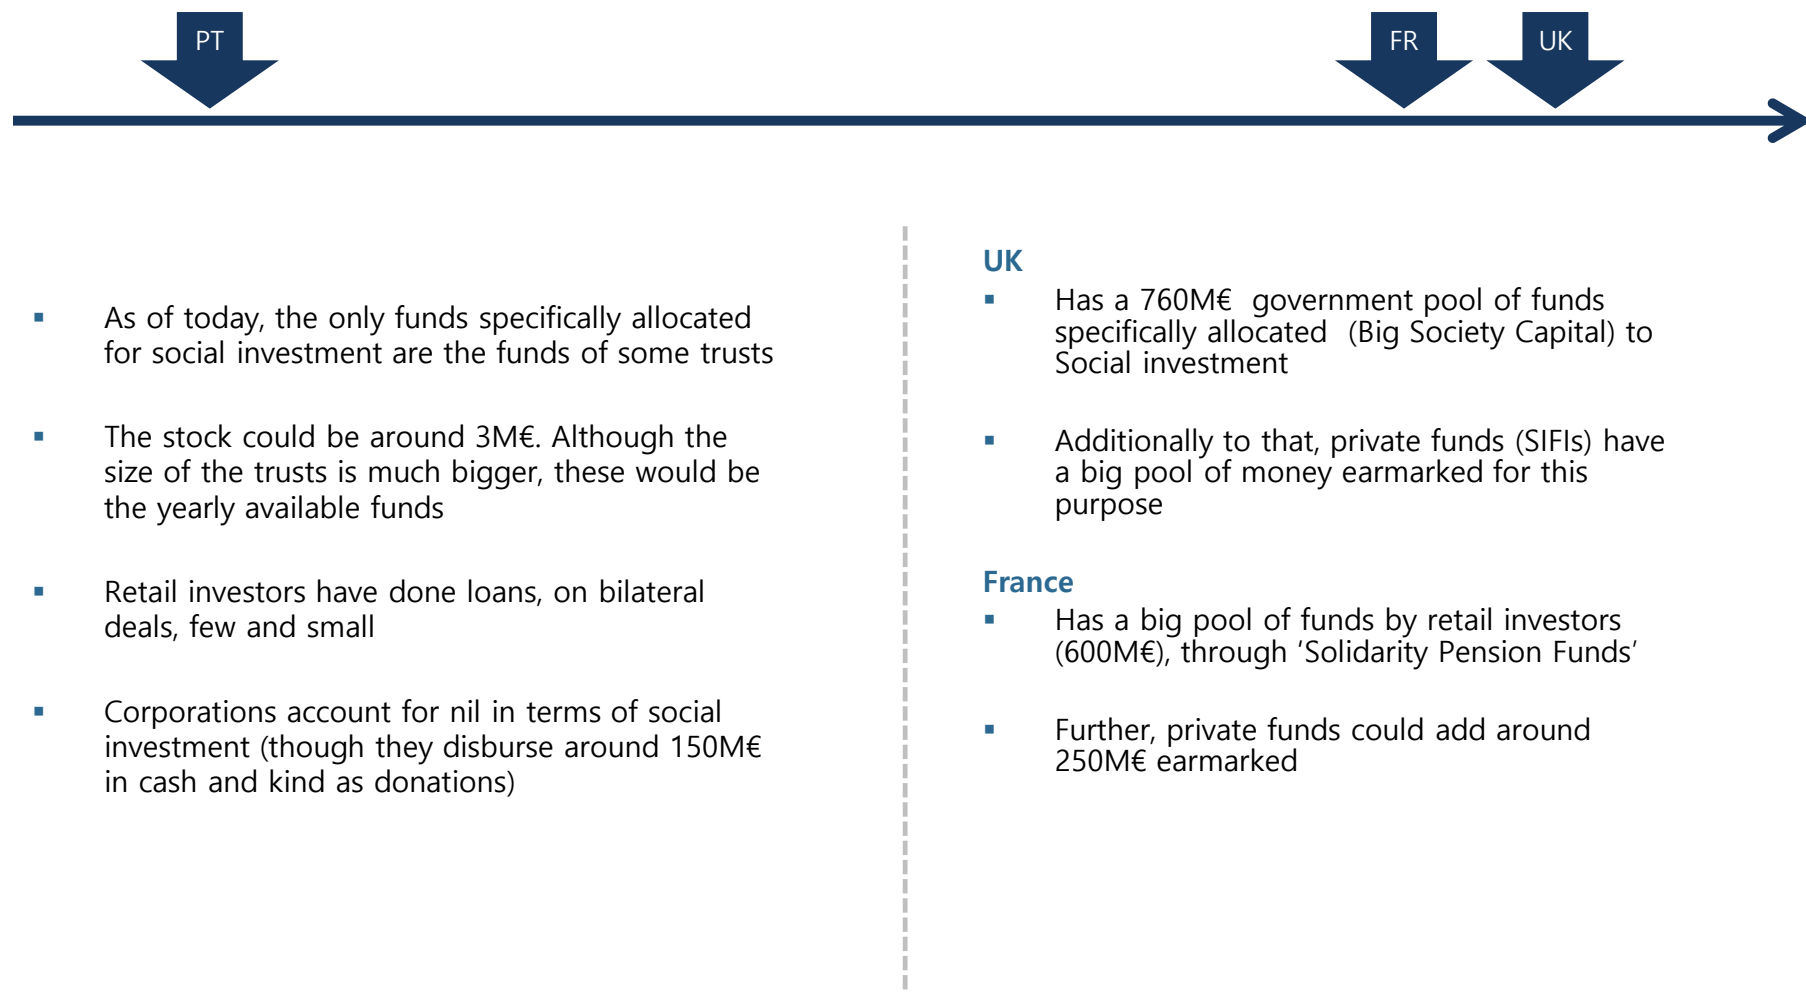 PT
FR
UK
▪ As of today, the only funds specifically allocated
for social investment are the funds of some trusts
▪ The stock could be around 3M€. Although the
size of the trusts is much bigger, these would be
the yearly available funds
▪ Retail investors have done loans, on bilateral
deals, few and small
▪ Corporations account for nil in terms of social
investment (though they disburse around 150M€
in cash and kind as donations)
UK
▪ Has a 760M€ government pool of funds
specifically allocated (Big Society Capital) to
Social investment
▪ Additionally to that, private funds (SIFIs) have
a big pool of money earmarked for this
purpose
France
▪ Has a big pool of funds by retail investors
(600M€), through ‘Solidarity Pension Funds’
▪ Further, private funds could add around
250M€ earmarked